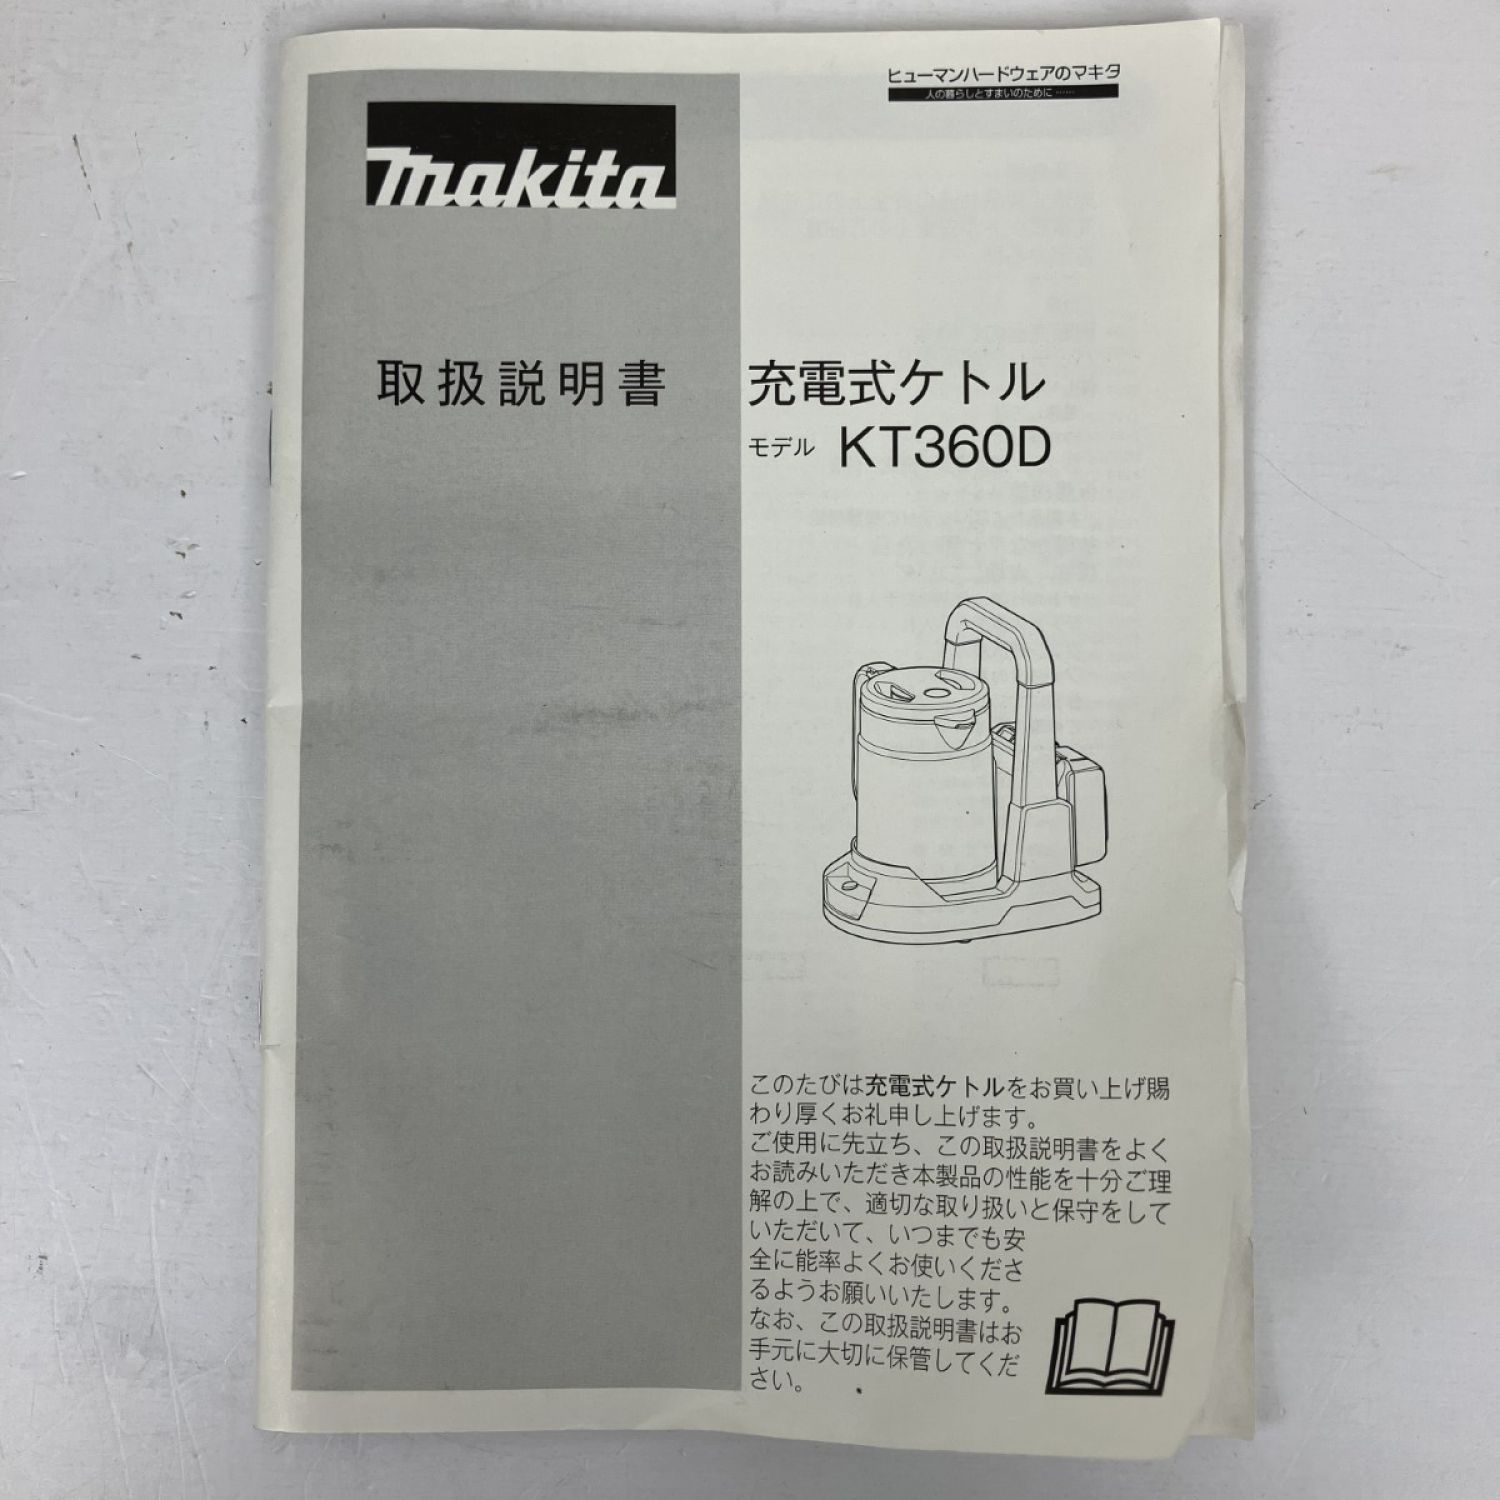 ヒューマンハードウェアのマキタ
人の暮らしとすまいのために……
makita
取扱説明書
充電式ケトル
モデル KT360D
このたびは充電式ケトルをお買い上げ賜
わり厚くお礼申し上げます。
ご使用に先立ち、この取扱説明書をよく
お読みいただき本製品の性能を十分ご理
解の上で、適切な取り扱いと保守をして
いただいて、いつまでも安
全に能率よくお使いくださ
るようお願いいたします。
なお、この取扱説明書はお
手元に大切に保管してくだ
さい。